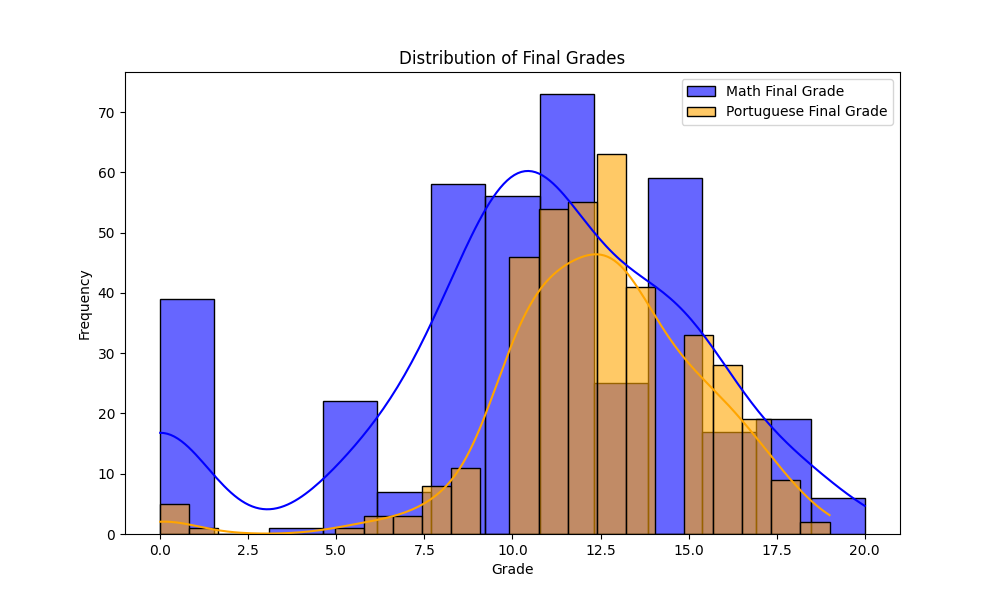 Distribution of Final Grades
Math Final Grade
Portuguese Final Grade
Frequency
70
60
50
40
30
20
10
0
0.0 2.5 5.0 7.5 10.0 12.5 15.0 17.5 20.0
Grade